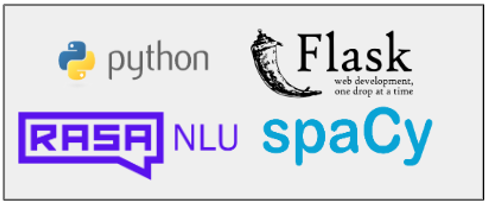 python
Flask
web development,
one drop at a time
RASA NLU
spaCy